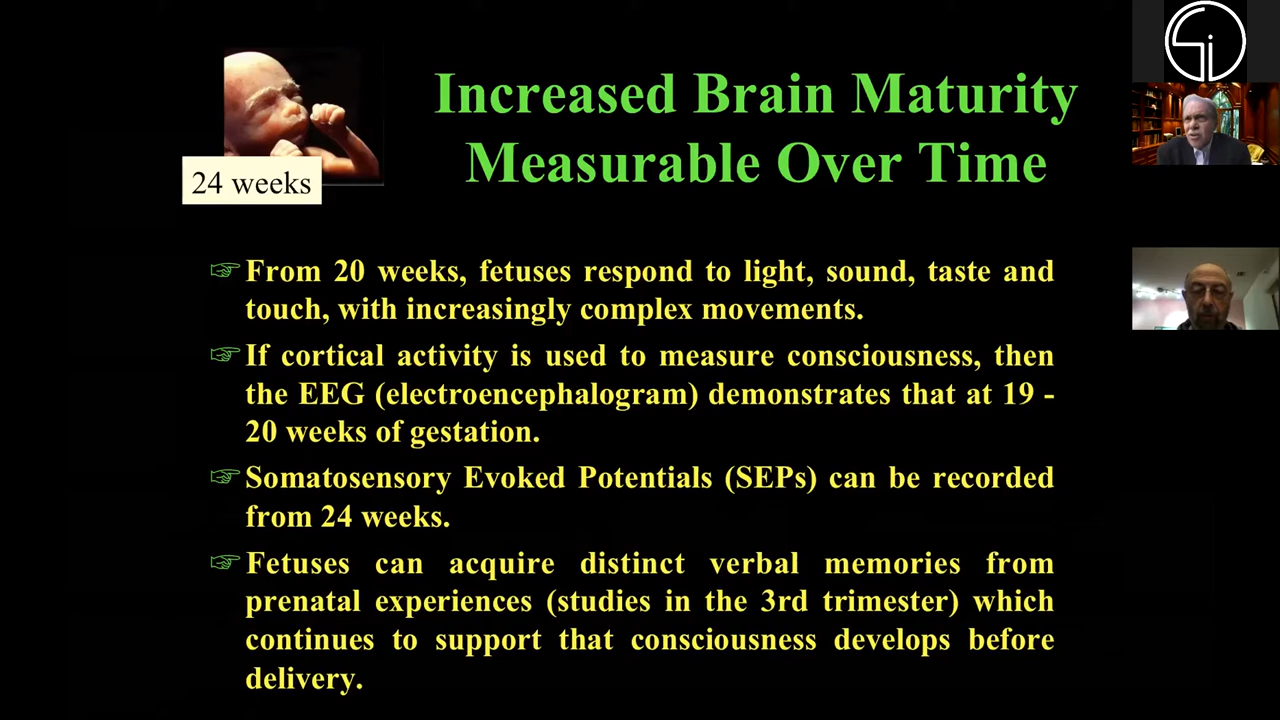 Increased Brain Maturity
Measurable Over Time
24 weeks
From 20 weeks, fetuses respond to light, sound, taste and
touch, with increasingly complex movements.
If cortical activity is used to measure consciousness, then
the EEG (electroencephalogram) demonstrates that at 19 -
20 weeks of gestation.
Somatosensory Evoked Potentials (SEPs) can be recorded
from 24 weeks.
Fetuses can acquire distinct verbal memories from
prenatal experiences (studies in the 3rd trimester) which
continues to support that consciousness develops before
delivery.